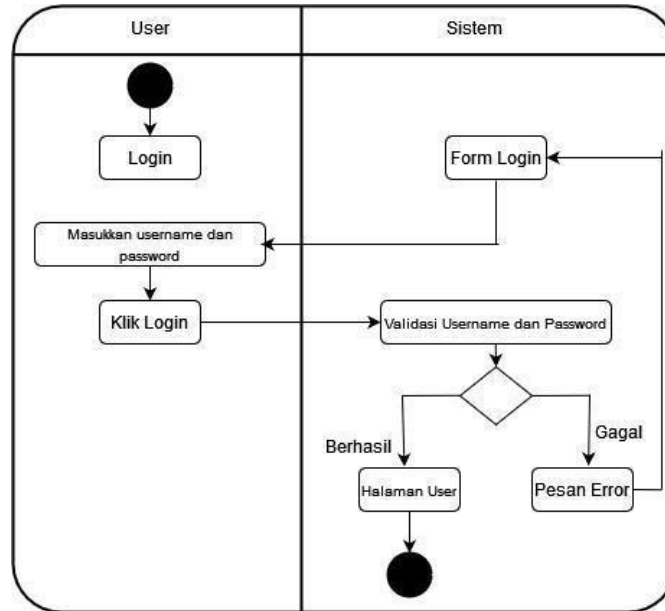 User
Sistem
Login
Form Login
Masukkan username dan
password
Klik Login
Validasi Username dan Password
Berhasil
Gagal
Halaman User
Pesan Error